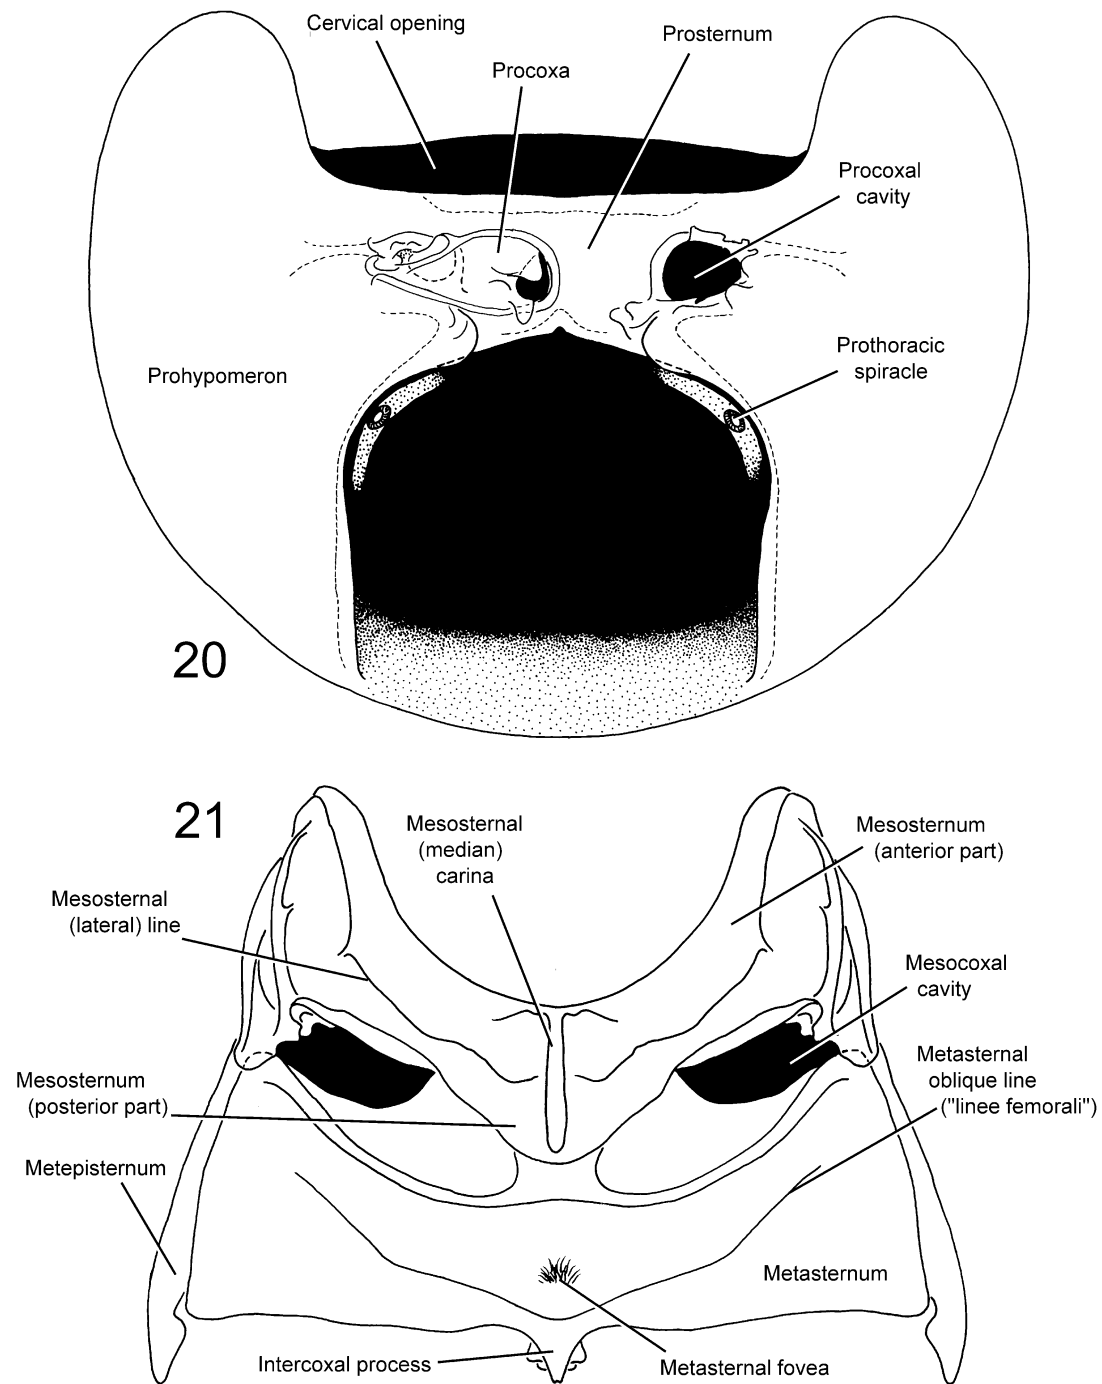 Cervical opening
Prosternum
Procoxa
Procoxal
cavity
Prothoracic
spiracle
Prohypomeron
20
21
Mesosternal
(median)
carina
Mesosternum
(anterior part)
Mesosternal
(lateral) line
Mesocoxal
cavity
Metasternal
oblique line
("linee femorali")
Mesosternum
(posterior part)
Metepisternum
Metasternum
Intercoxal process
Metasternal fovea